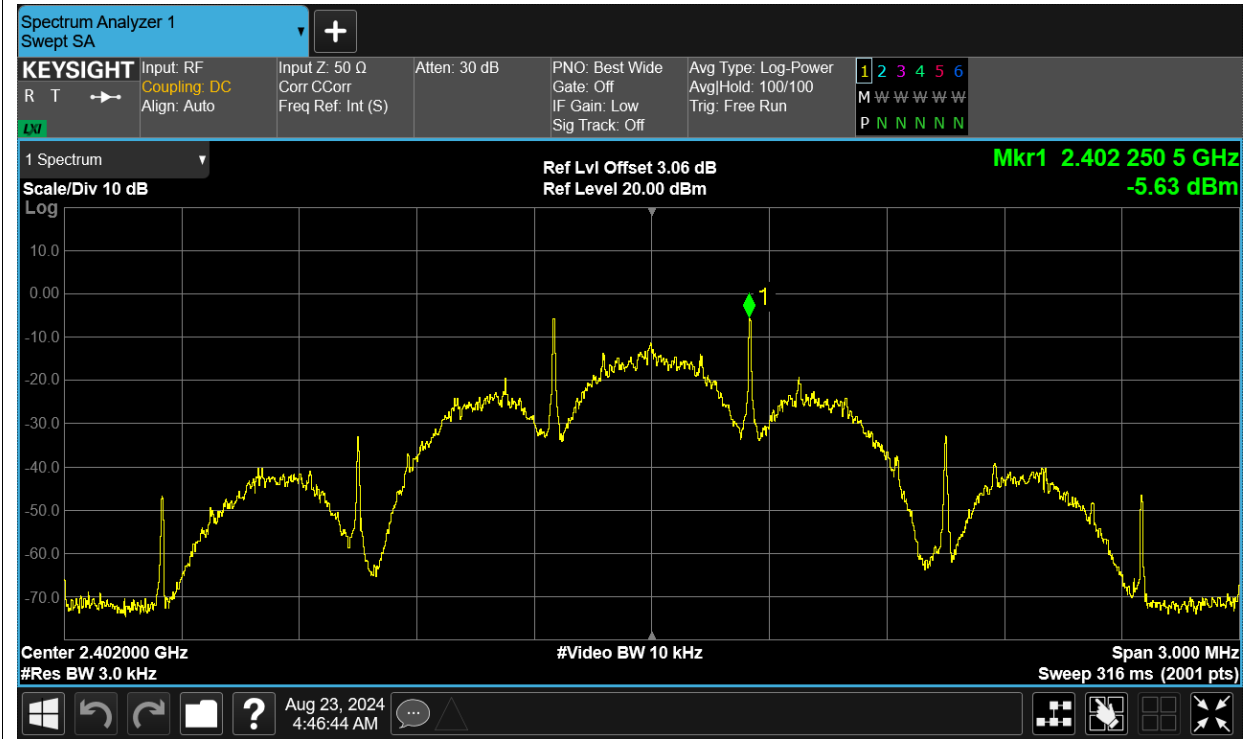 Spectrum Analyzer 1
Swept SA
KEYSIGHT
R T
LXI
Input: RF
Coupling: DC
Align: Auto
Input Z: 50 Ω
Corr CCorr
Freq Ref: Int (S)
Atten: 30 dB
PNO: Best Wide
Gate: Off
IF Gain: Low
Sig Track: Off
Avg Type: Log-Power
Avg|Hold: 100/100
Trig: Free Run
1 2 3 4 5 6
M W W W W W
P N N N N N
1 Spectrum
Scale/Div 10 dB
Log
Ref Lvl Offset 3.06 dB
Ref Level 20.00 dBm
Mkr1 2.402 250 5 GHz
-5.63 dBm
10.0
0.00
-10.0
-20.0
-30.0
-40.0
-50.0
-60.0
-70.0
1
Center 2.402000 GHz
#Res BW 3.0 kHz
#Video BW 10 kHz
Span 3.000 MHz
Sweep 316 ms (2001 pts)
?
Aug 23, 2024
4:46:44 AM